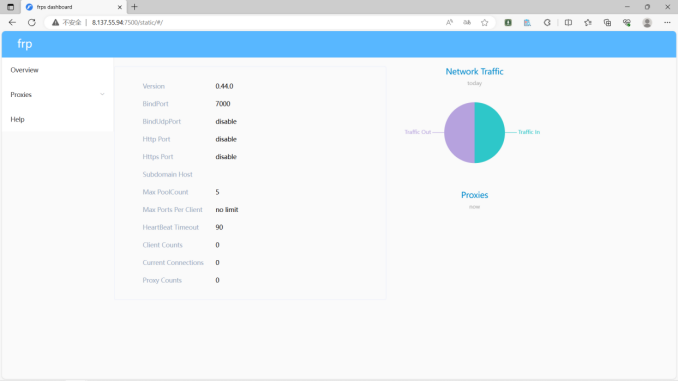 frps dashboard
不安全
8.137.55.94:7500/static/#/
frp
Overview
Proxies
Help
Version 0.44.0
BindPort 7000
BindUdpPort disable
Http Port disable
Https Port disable
Subdomain Host
Max PoolCount 5
Max Ports Per Client no limit
HeartBeat Timeout 90
Client Counts 0
Current Connections 0
Proxy Counts 0
Network Traffic
today
Traffic Out
Traffic In
Proxies
now